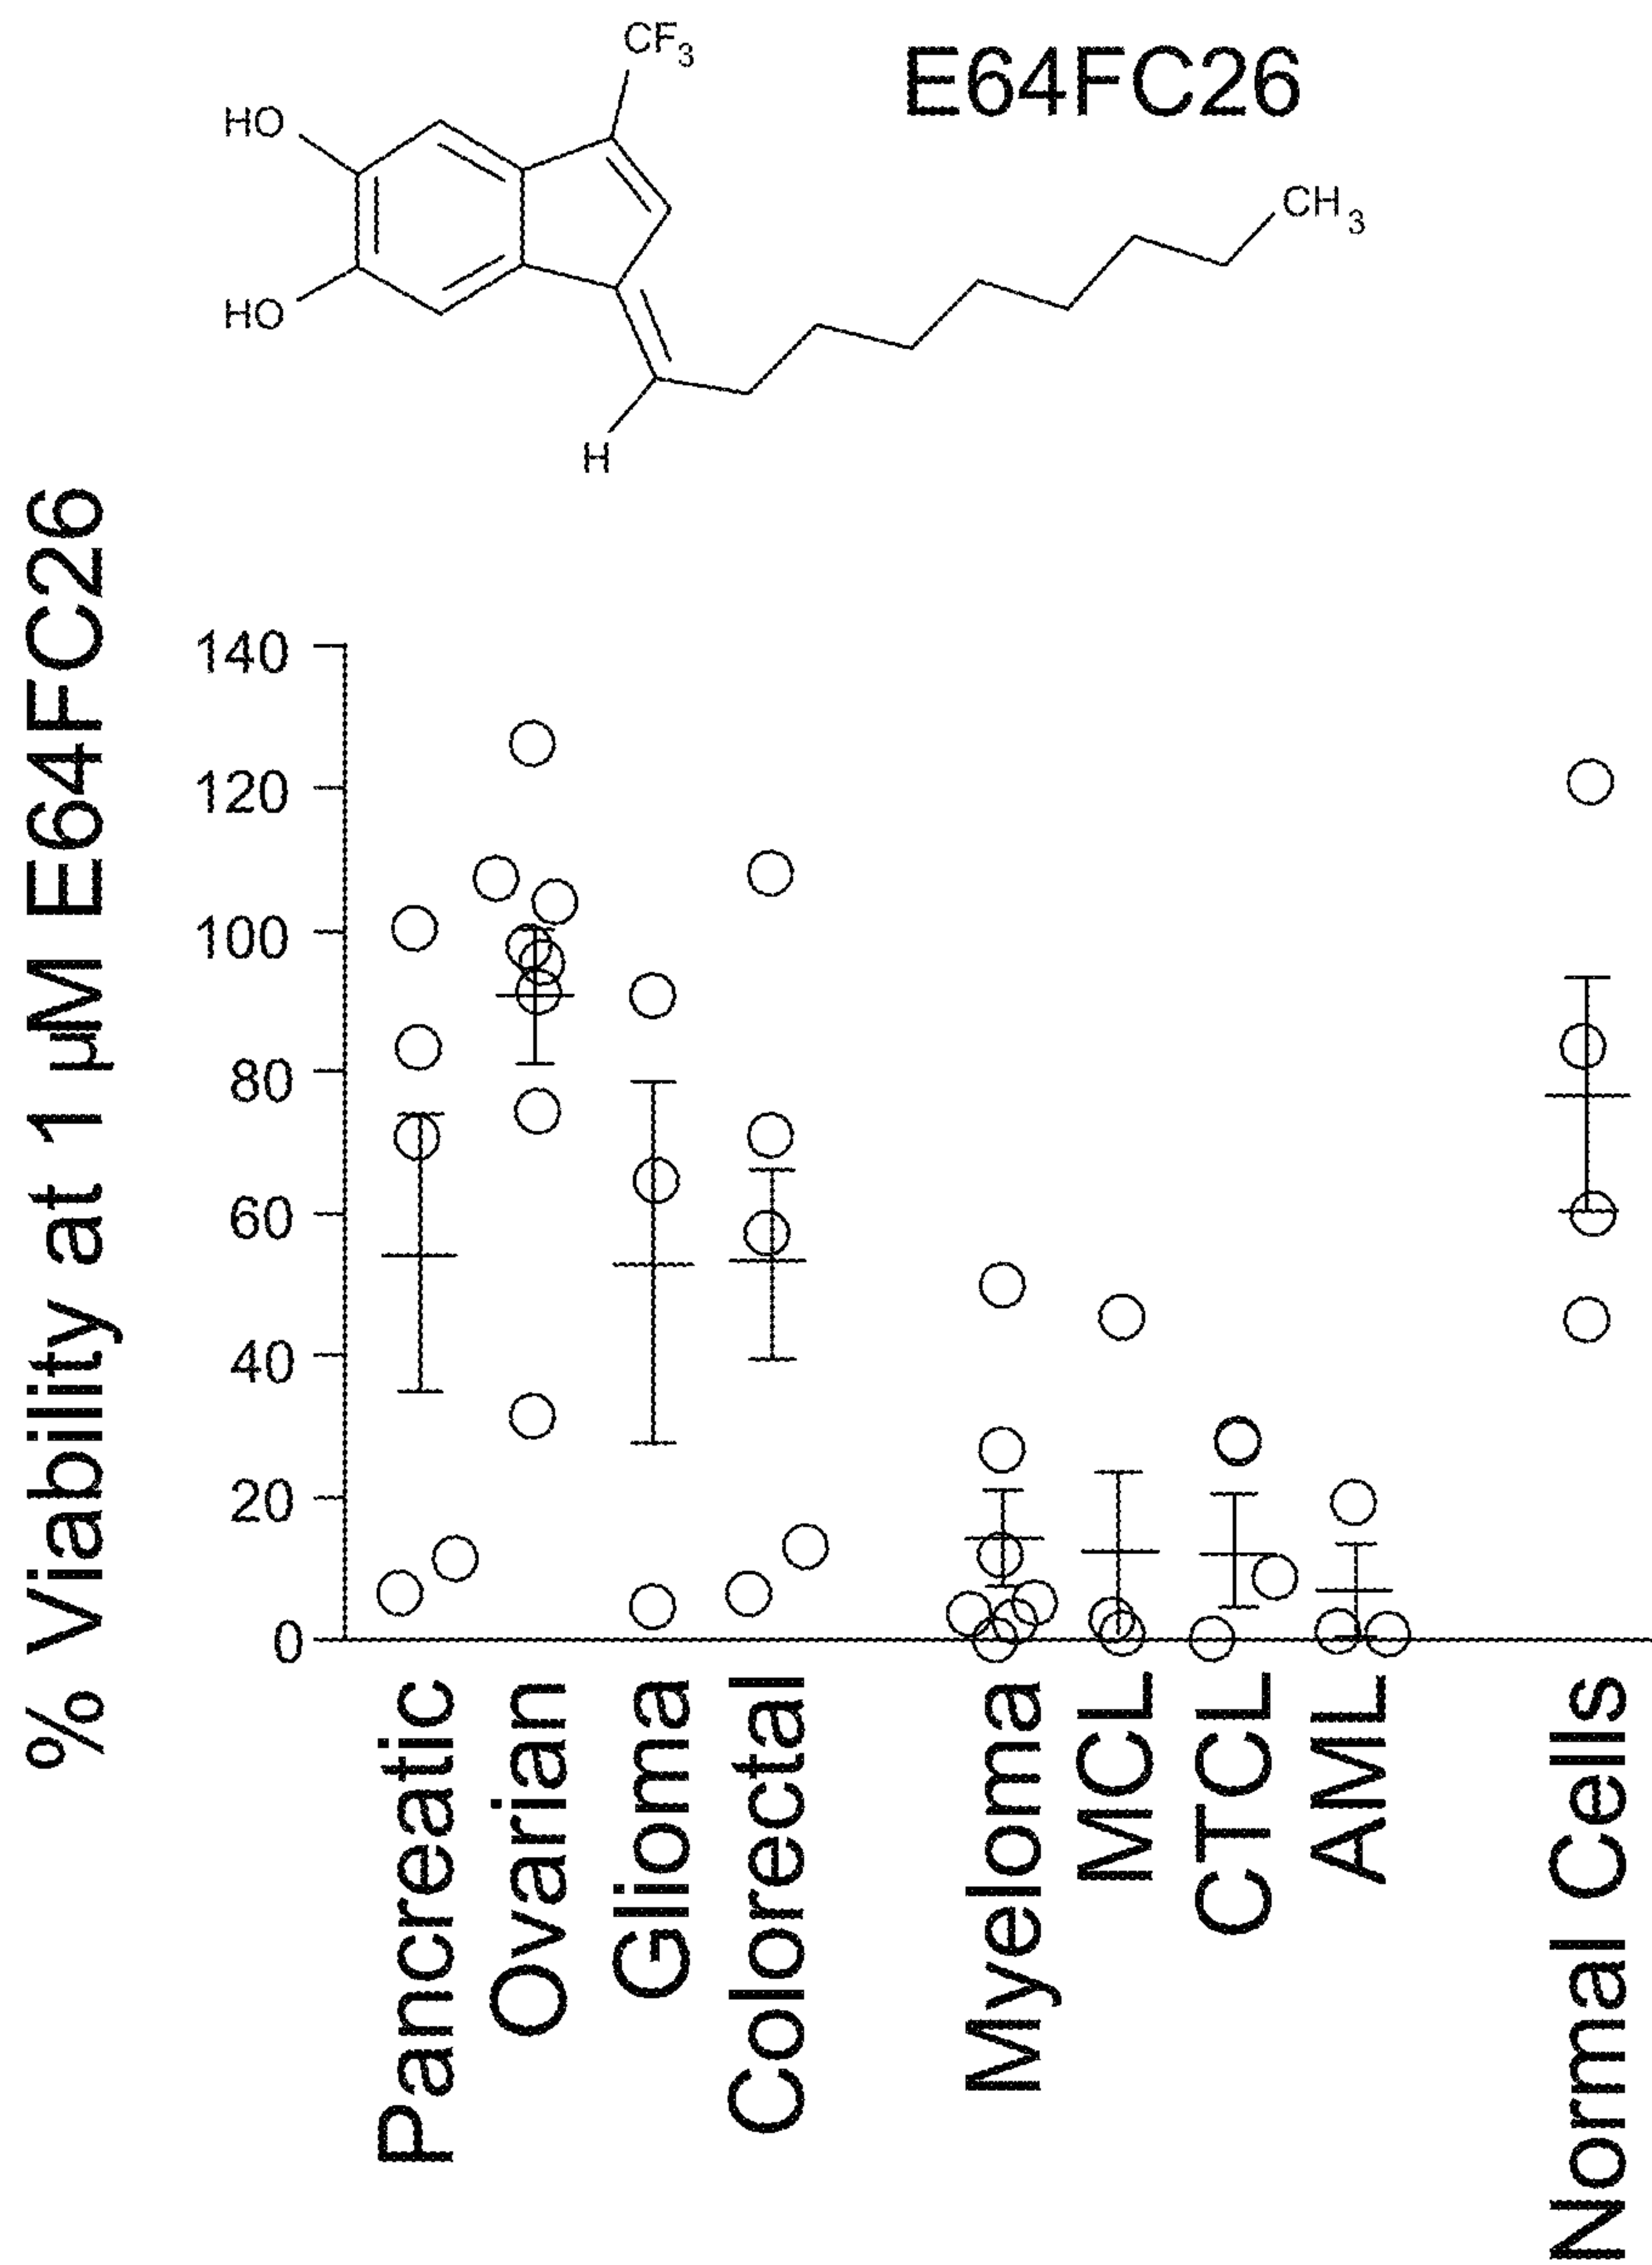 CF3
E64FC26
HO
CH3
HO
H
% Viability at 1 µM E64FC26
140
120
100
80
60
40
20
0
Pancreatic
Ovarian
Glioma
Colorectal
Myeloma
MCL
CTCL
AML
Normal Cells